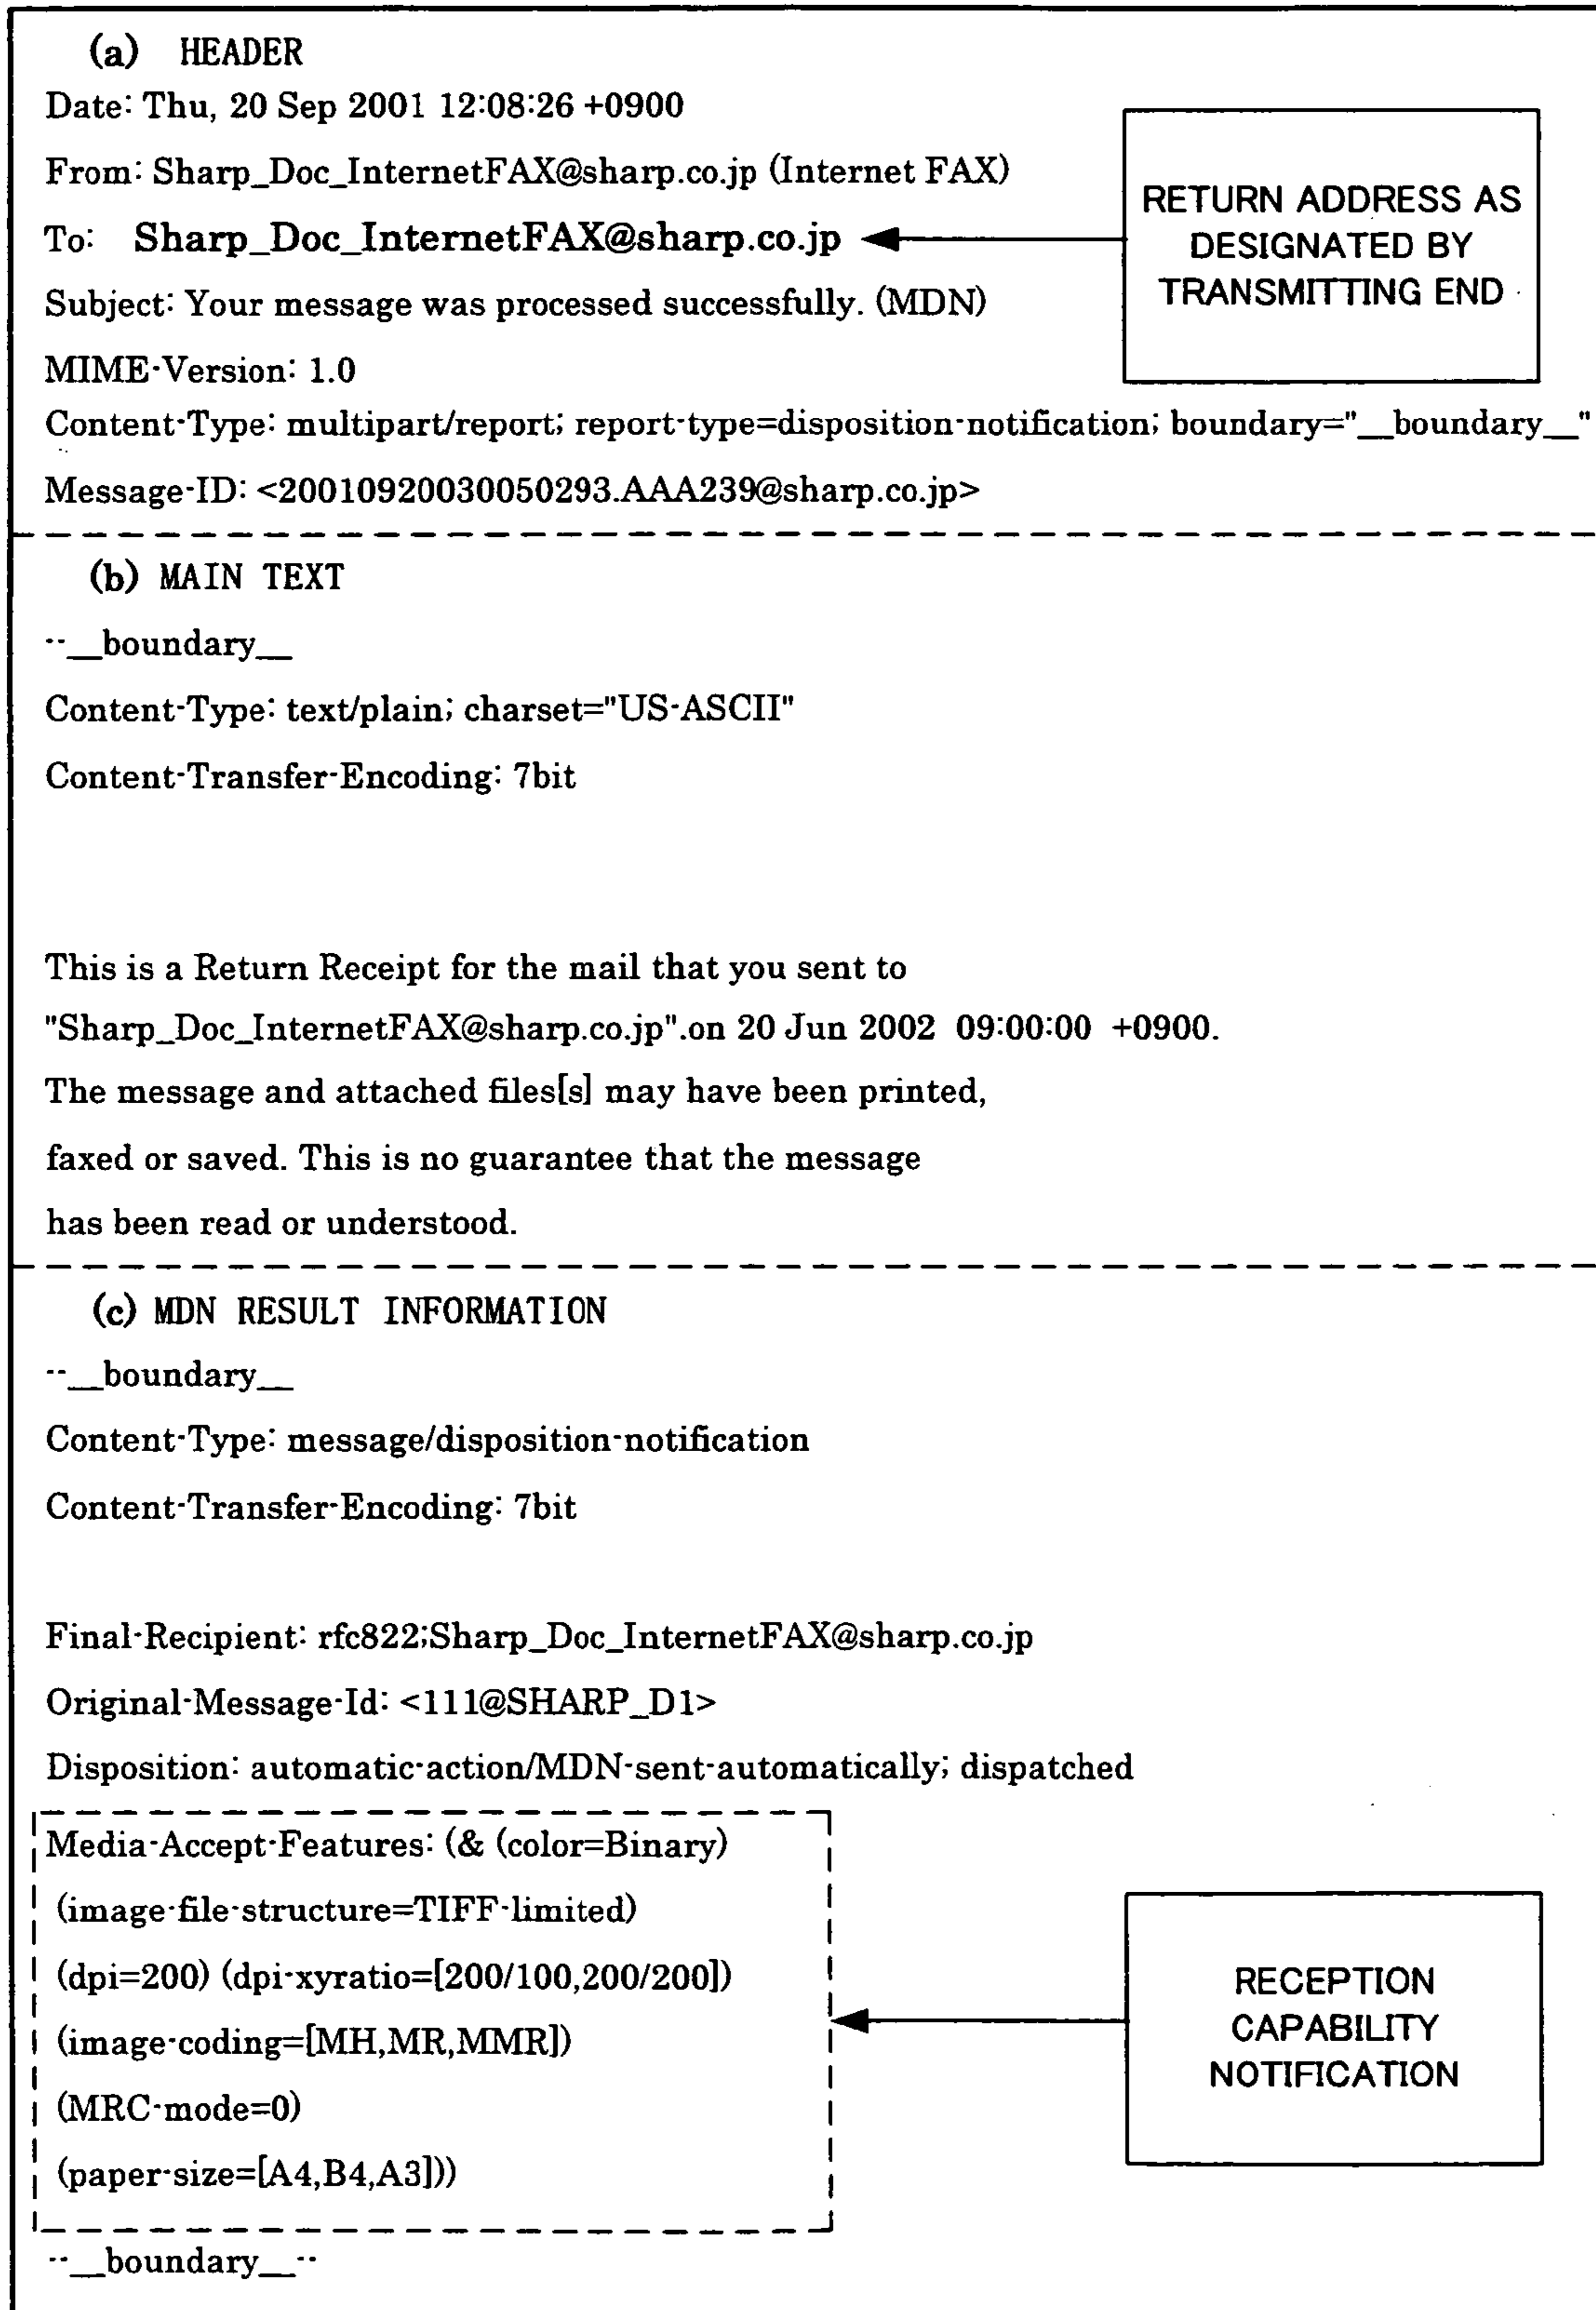 (a) HEADER
Date: Thu, 20 Sep 2001 12:08:26 +0900
From: Sharp_Doc_InternetFAX@sharp.co.jp (Internet FAX)
To: Sharp_Doc_InternetFAX@sharp.co.jp
RETURN ADDRESS AS
DESIGNATED BY
TRANSMITTING END
Subject: Your message was processed successfully. (MDN)
MIME-Version: 1.0
Content-Type: multipart/report; report-type=disposition-notification; boundary="__boundary__"
Message-ID: <20010920030050293.AAA239@sharp.co.jp>
(b) MAIN TEXT
--__boundary__
Content-Type: text/plain; charset="US-ASCII"
Content-Transfer-Encoding: 7bit
This is a Return Receipt for the mail that you sent to
"Sharp_Doc_InternetFAX@sharp.co.jp".on 20 Jun 2002 09:00:00 +0900.
The message and attached files[s] may have been printed,
faxed or saved. This is no guarantee that the message
has been read or understood.
(c) MDN RESULT INFORMATION
--__boundary__
Content-Type: message/disposition-notification
Content-Transfer-Encoding: 7bit
Final-Recipient: rfc822;Sharp_Doc_InternetFAX@sharp.co.jp
Original-Message-Id: <111@SHARP_D1>
Disposition: automatic-action/MDN-sent-automatically; dispatched
Media-Accept-Features: (& (color=Binary)
(image-file-structure=TIFF-limited)
(dpi=200) (dpi-xyratio=[200/100,200/200])
(image-coding=[MH,MR,MMR])
(MRC-mode=0)
(paper-size=[A4,B4,A3]))
RECEPTION
CAPABILITY
NOTIFICATION
--__boundary__--